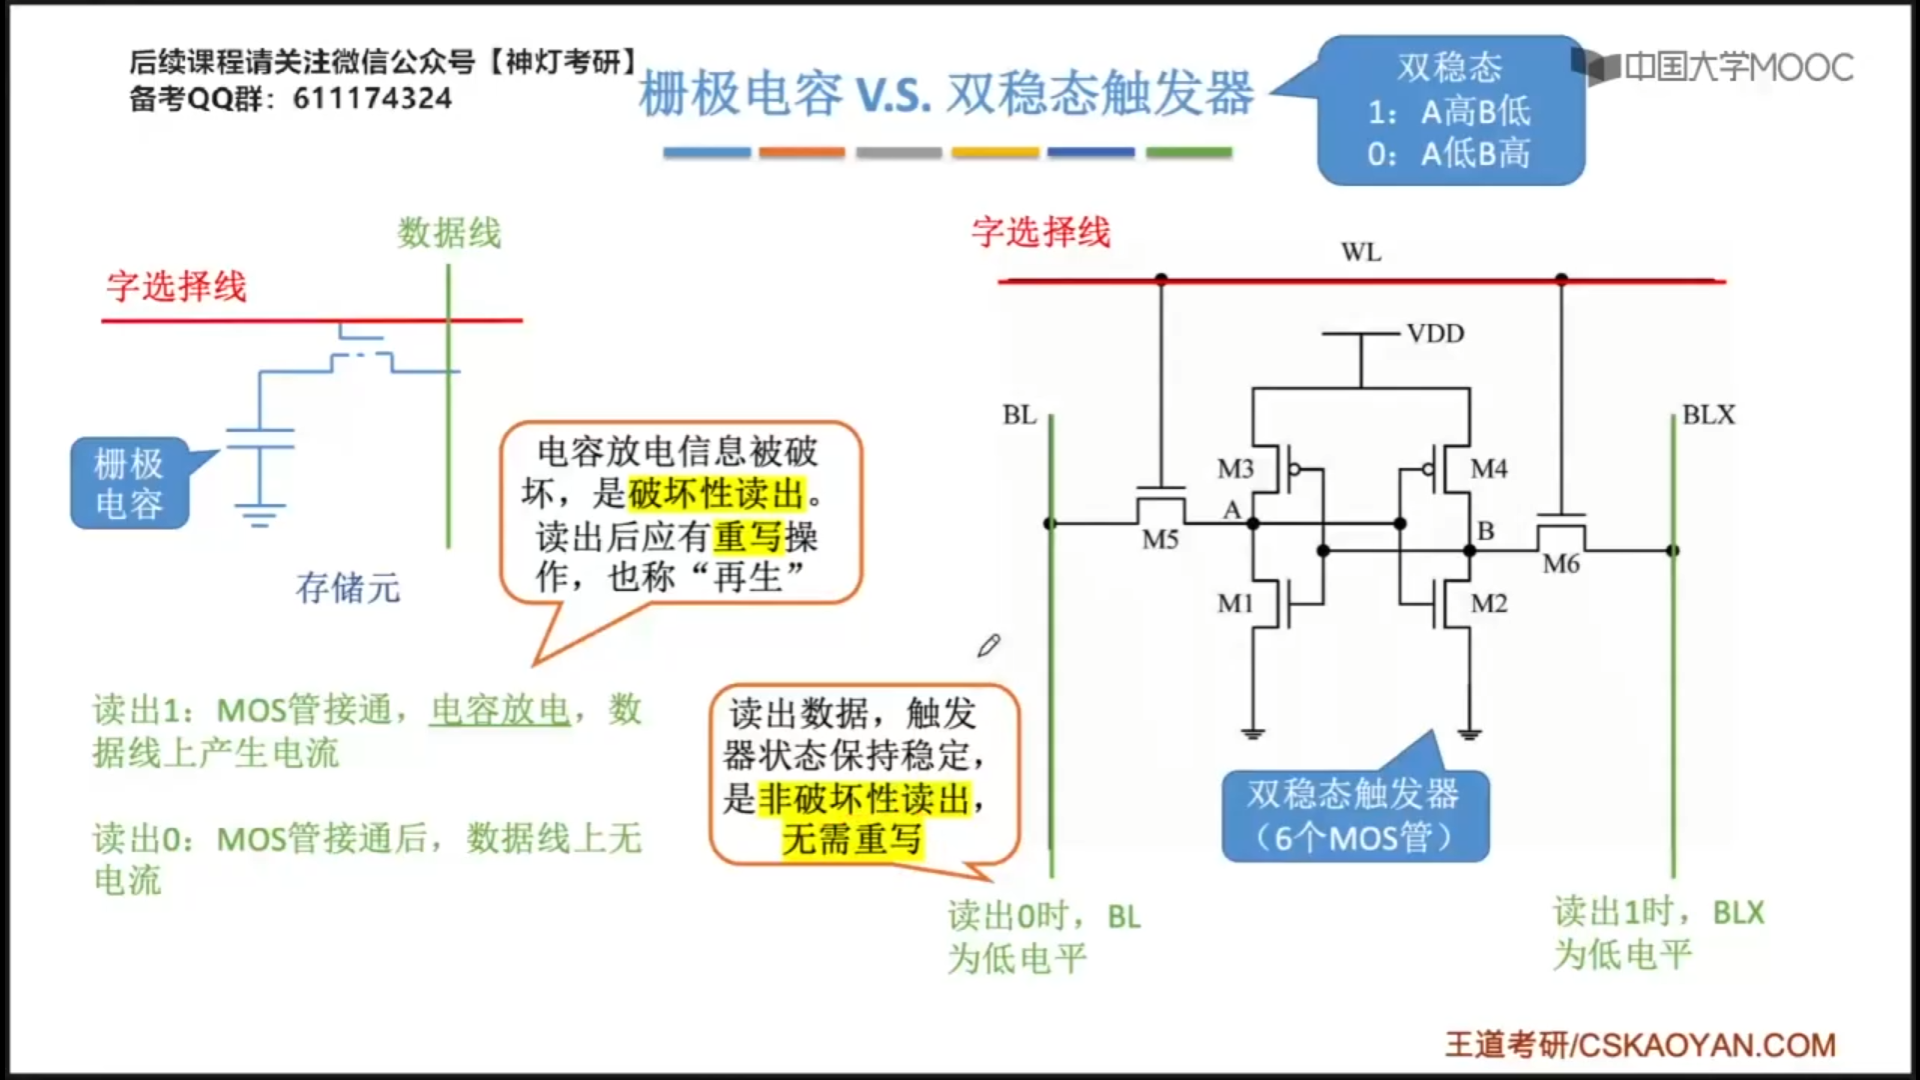 后续课程请关注微信公众号【神灯考研】
备考QQ群：611174324
栅极电容 V.S. 双稳态触发器
双稳态
1：A高B低
0：A低B高
中国大学MOOC
数据线
字选择线
栅极
电容
存储元
电容放电信息被破
坏，是破坏性读出。
读出后应有重写操
作，也称“再生”
读出1：MOS管接通，电容放电，数
据线上产生电流
读出0：MOS管接通后，数据线上无
电流
字选择线
WL
VDD
BL
BLX
M3
M4
A
B
M5
M6
M1
M2
读出数据，触发
器状态保持稳定，
是非破坏性读出，
无需重写
双稳态触发器
（6个MOS管）
读出0时，BL
为低电平
读出1时，BLX
为低电平
王道考研/CSKAOYAN.COM